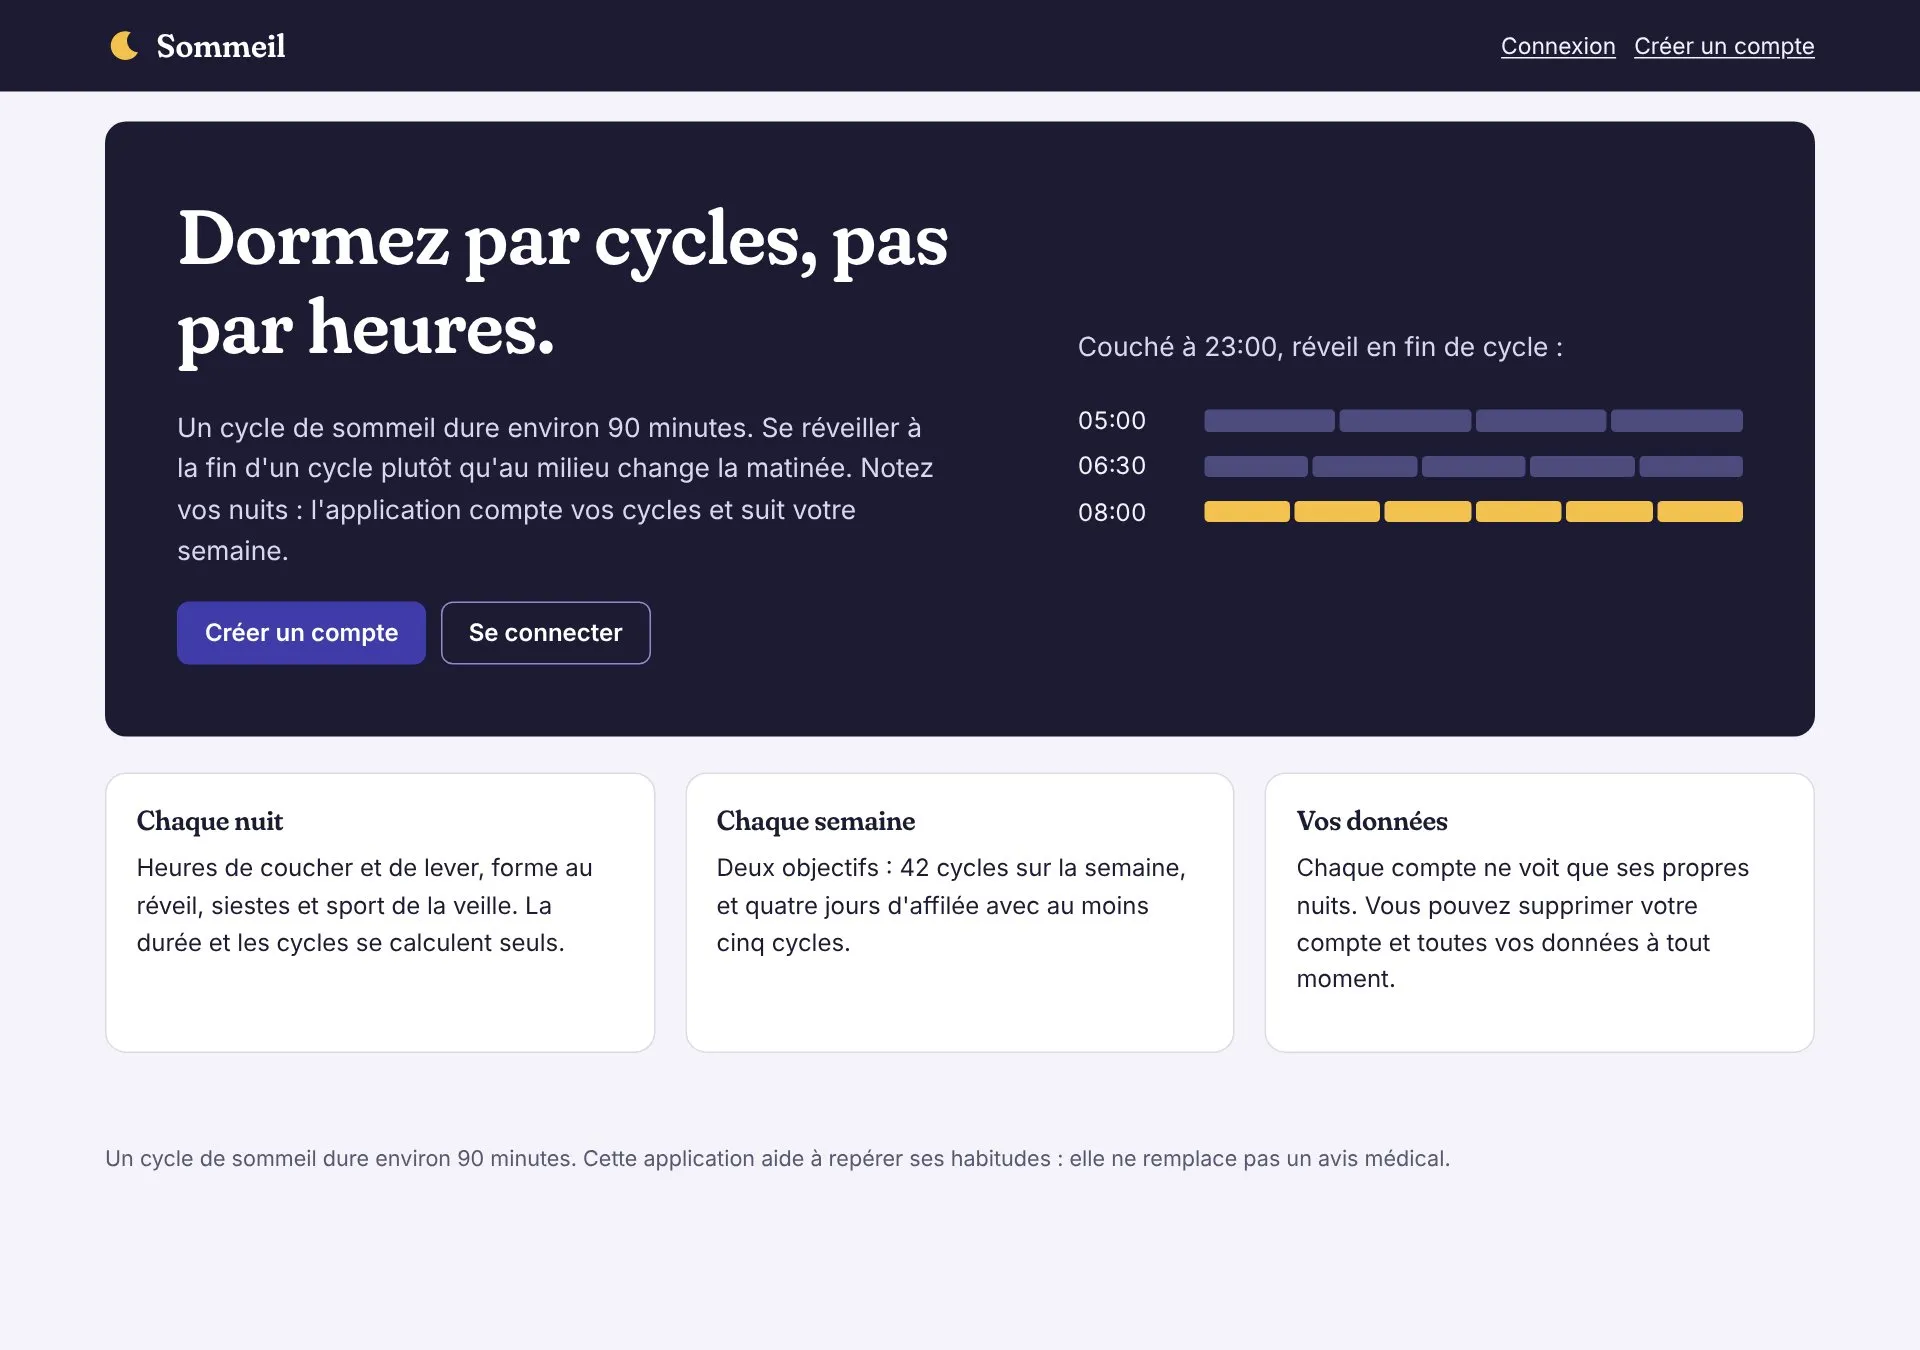 Sommeil
Connexion Créer un compte
Dormez par cycles, pas
par heures.
Un cycle de sommeil dure environ 90 minutes. Se réveiller à
la fin d'un cycle plutôt qu'au milieu change la matinée. Notez
vos nuits : l'application compte vos cycles et suit votre
semaine.
Créer un compte Se connecter
Couché à 23:00, réveil en fin de cycle :
05:00
06:30
08:00
Chaque nuit
Heures de coucher et de lever, forme au
réveil, siestes et sport de la veille. La
durée et les cycles se calculent seuls.
Chaque semaine
Deux objectifs : 42 cycles sur la semaine,
et quatre jours d'affilée avec au moins
cinq cycles.
Vos données
Chaque compte ne voit que ses propres
nuits. Vous pouvez supprimer votre
compte et toutes vos données à tout
moment.
Un cycle de sommeil dure environ 90 minutes. Cette application aide à repérer ses habitudes : elle ne remplace pas un avis médical.